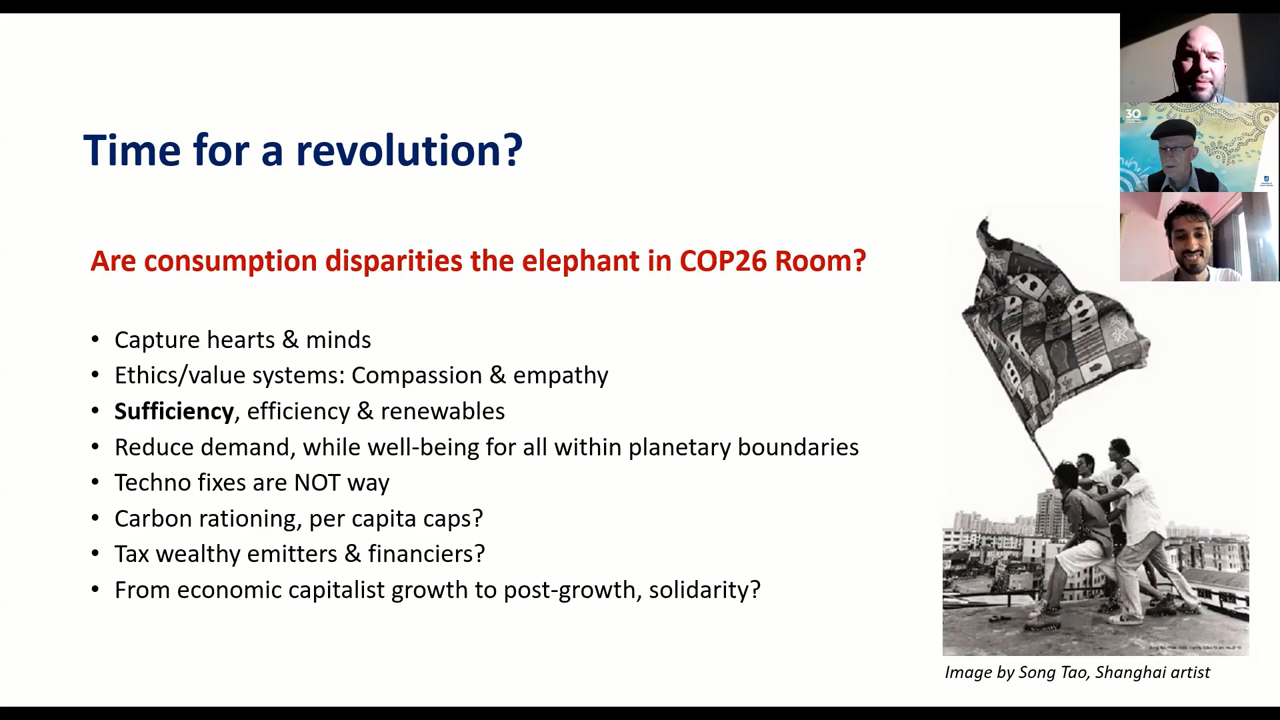 Time for a revolution?
Are consumption disparities the elephant in COP26 Room?
• Capture hearts & minds
• Ethics/value systems: Compassion & empathy
• Sufficiency, efficiency & renewables
• Reduce demand, while well-being for all within planetary boundaries
• Techno fixes are NOT way
• Carbon rationing, per capita caps?
• Tax wealthy emitters & financiers?
• From economic capitalist growth to post-growth, solidarity?
Image by Song Tao, Shanghai artist
30